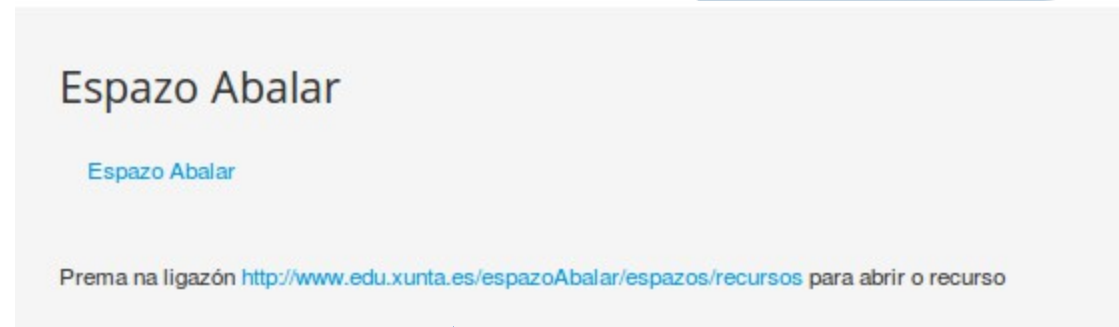 Espazo Abalar
Espazo Abalar
Prema na ligazón http://www.edu.xunta.es/espazoAbalar/espazos/recursos para abrir o recurso